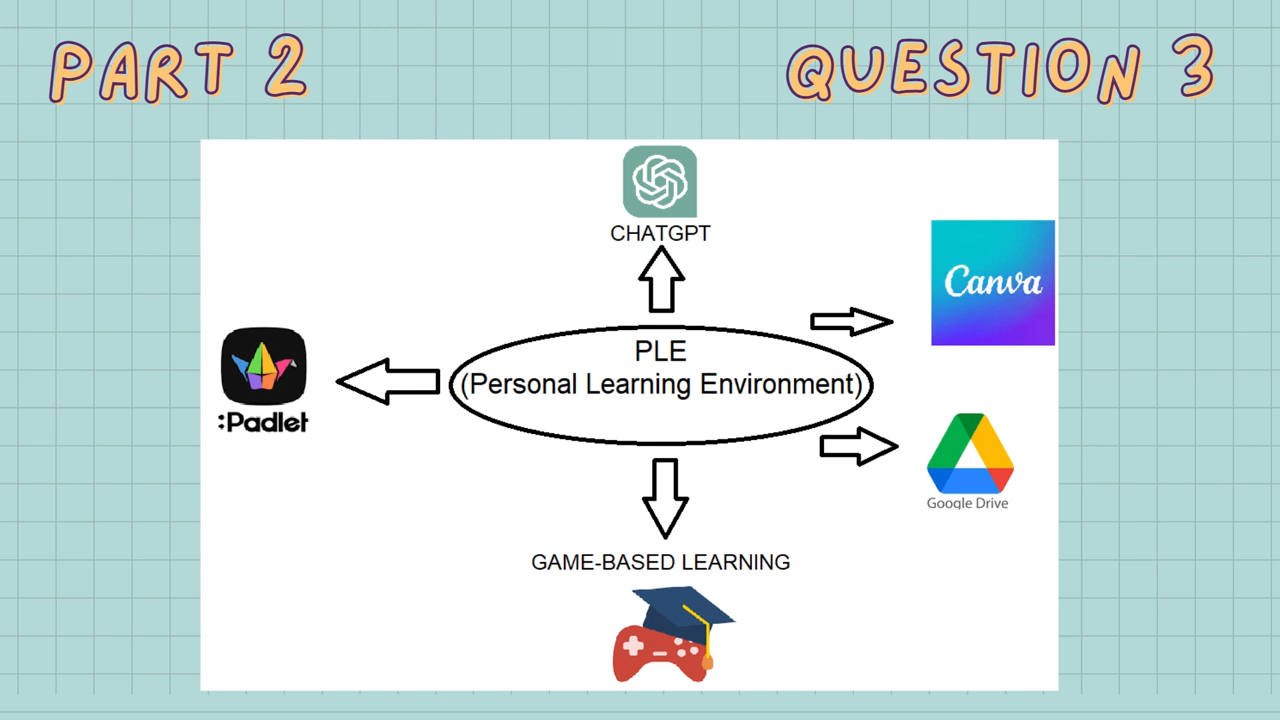 PART 2
QUESTION 3
CHATGPT
Canva
PLE
(Personal Learning Environment)
:Padlet
Google Drive
GAME-BASED LEARNING